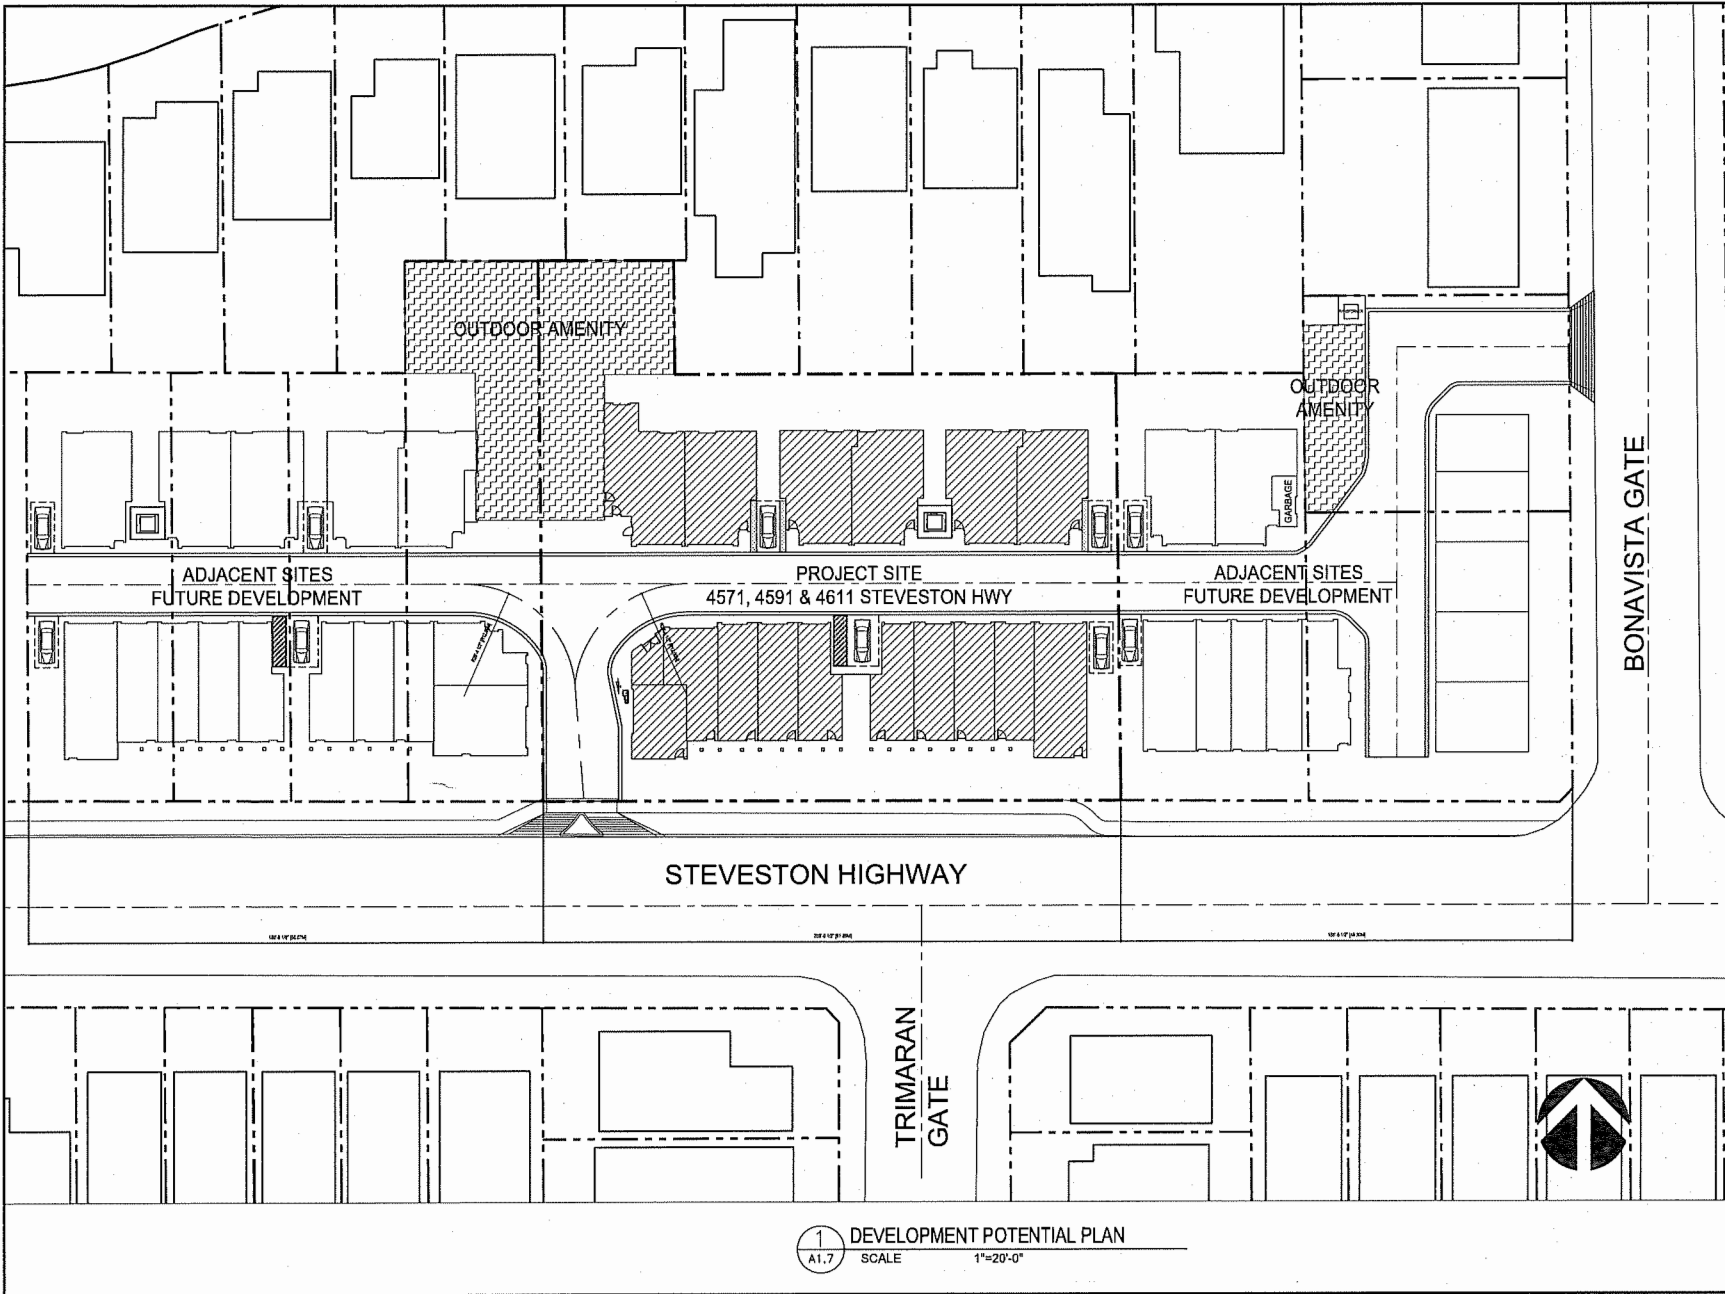 OUTDOOR AMENITY
OUTDOOR
AMENITY
GARBAGE
ADJACENT SITES
FUTURE DEVELOPMENT
PROJECT SITE
4571, 4591 & 4611 STEVESTON HWY
ADJACENT SITES
FUTURE DEVELOPMENT
BONAVISTA GATE
STEVESTON HIGHWAY
TRIMARAN
GATE
1
A1.7
DEVELOPMENT POTENTIAL PLAN
SCALE 1"=20'-0"